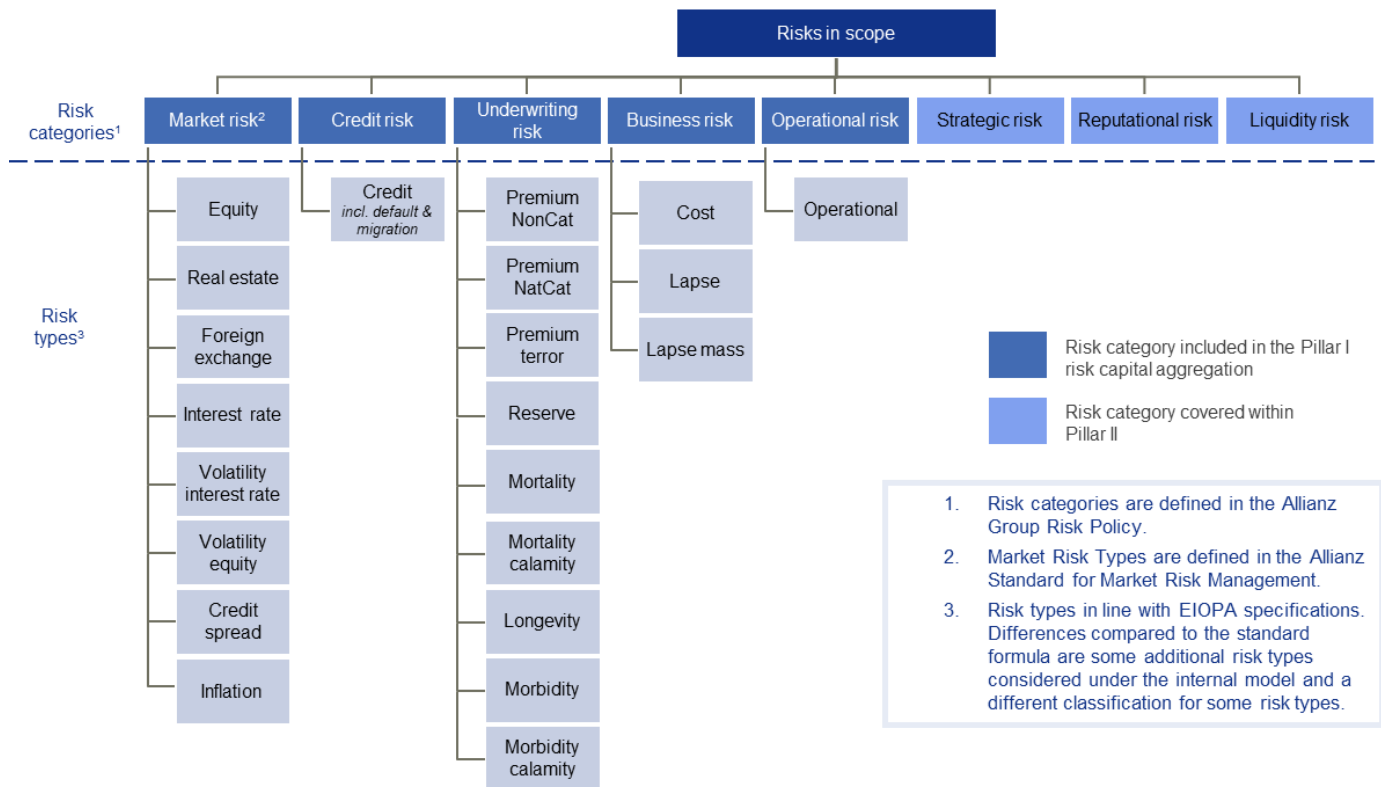 Risks in scope
Risk
categories1
Market risk2
Credit risk
Underwriting
risk
Business risk
Operational risk
Strategic risk
Reputational risk
Liquidity risk
Risk
types3
Equity
Real estate
Foreign
exchange
Interest rate
Volatility
interest rate
Volatility
equity
Credit
spread
Inflation
Credit
incl. default &
migration
Premium
NonCat
Premium
NatCat
Premium
terror
Reserve
Mortality
Mortality
calamity
Longevity
Morbidity
Morbidity
calamity
Cost
Lapse
Lapse mass
Operational
Risk category included in the Pillar I
risk capital aggregation
Risk category covered within
Pillar II
1. Risk categories are defined in the Allianz
Group Risk Policy.
2. Market Risk Types are defined in the Allianz
Standard for Market Risk Management.
3. Risk types in line with EIOPA specifications.
Differences compared to the standard
formula are some additional risk types
considered under the internal model and a
different classification for some risk types.